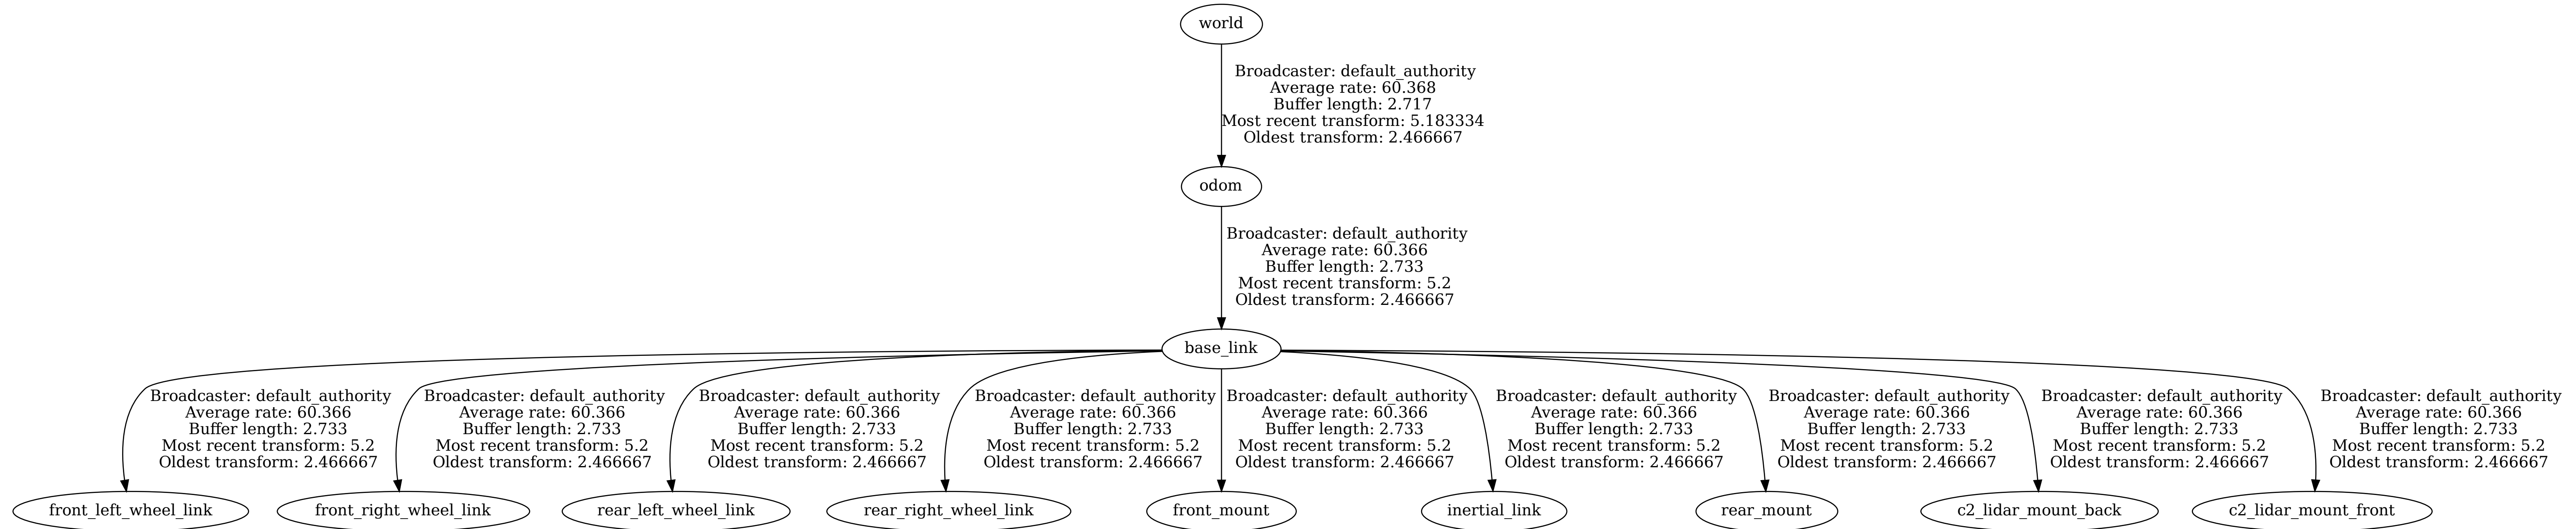 world
Broadcaster: default_authority
Average rate: 60.368
Buffer length: 2.717
Most recent transform: 5.183334
Oldest transform: 2.466667
odom
Broadcaster: default_authority
Average rate: 60.366
Buffer length: 2.733
Most recent transform: 5.2
Oldest transform: 2.466667
base_link
Broadcaster: default_authority
Average rate: 60.366
Buffer length: 2.733
Most recent transform: 5.2
Oldest transform: 2.466667
Broadcaster: default_authority
Average rate: 60.366
Buffer length: 2.733
Most recent transform: 5.2
Oldest transform: 2.466667
Broadcaster: default_authority
Average rate: 60.366
Buffer length: 2.733
Most recent transform: 5.2
Oldest transform: 2.466667
Broadcaster: default_authority
Average rate: 60.366
Buffer length: 2.733
Most recent transform: 5.2
Oldest transform: 2.466667
Broadcaster: default_authority
Average rate: 60.366
Buffer length: 2.733
Most recent transform: 5.2
Oldest transform: 2.466667
Broadcaster: default_authority
Average rate: 60.366
Buffer length: 2.733
Most recent transform: 5.2
Oldest transform: 2.466667
Broadcaster: default_authority
Average rate: 60.366
Buffer length: 2.733
Most recent transform: 5.2
Oldest transform: 2.466667
Broadcaster: default_authority
Average rate: 60.366
Buffer length: 2.733
Most recent transform: 5.2
Oldest transform: 2.466667
Broadcaster: default_authority
Average rate: 60.366
Buffer length: 2.733
Most recent transform: 5.2
Oldest transform: 2.466667
front_left_wheel_link
front_right_wheel_link
rear_left_wheel_link
rear_right_wheel_link
front_mount
inertial_link
rear_mount
c2_lidar_mount_back
c2_lidar_mount_front